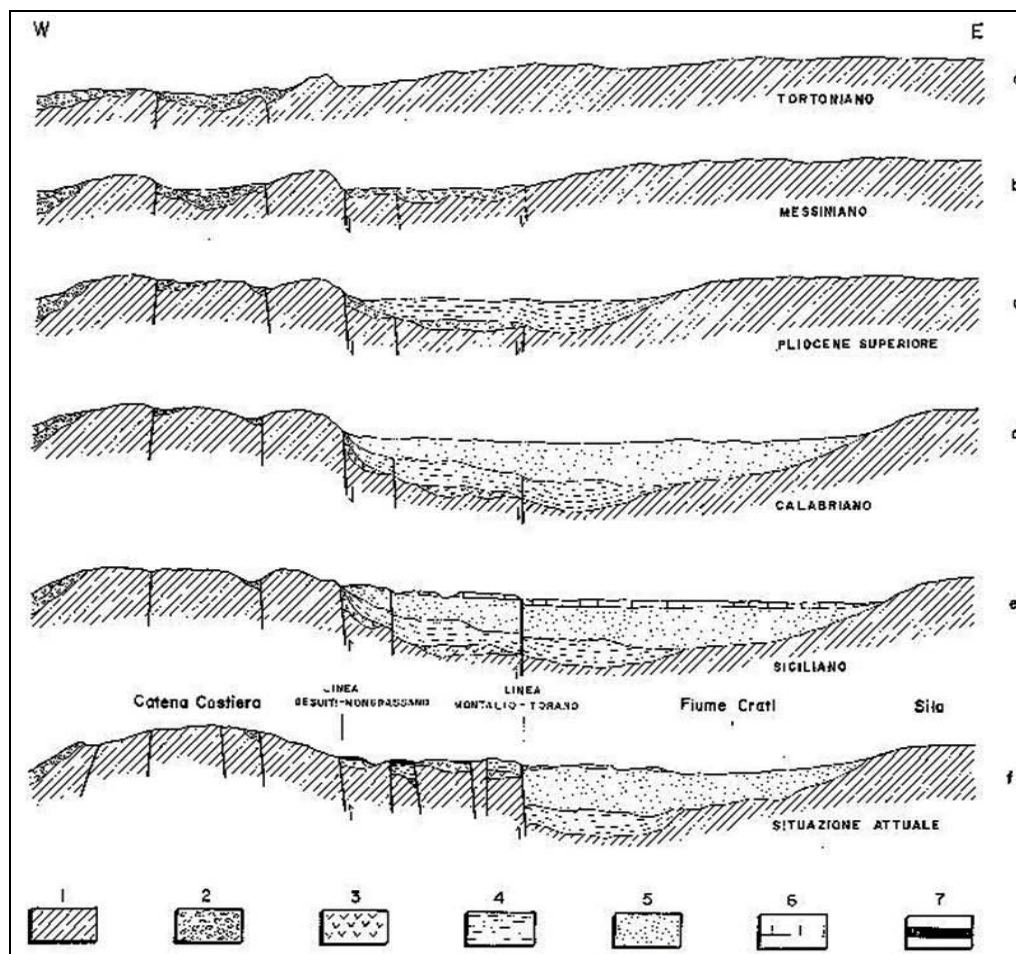 W E
TORTONIANO
b
MESSINIANO
PLIOCENE SUPERIORE
CALABRIANO
e
SICILIANO
Catena Costiera LINEA LINEA Fiume Crati Sila
MONTALTO-TORANO
f
SITUAZIONE ATTUALE
1 2 3 4 5 6 7